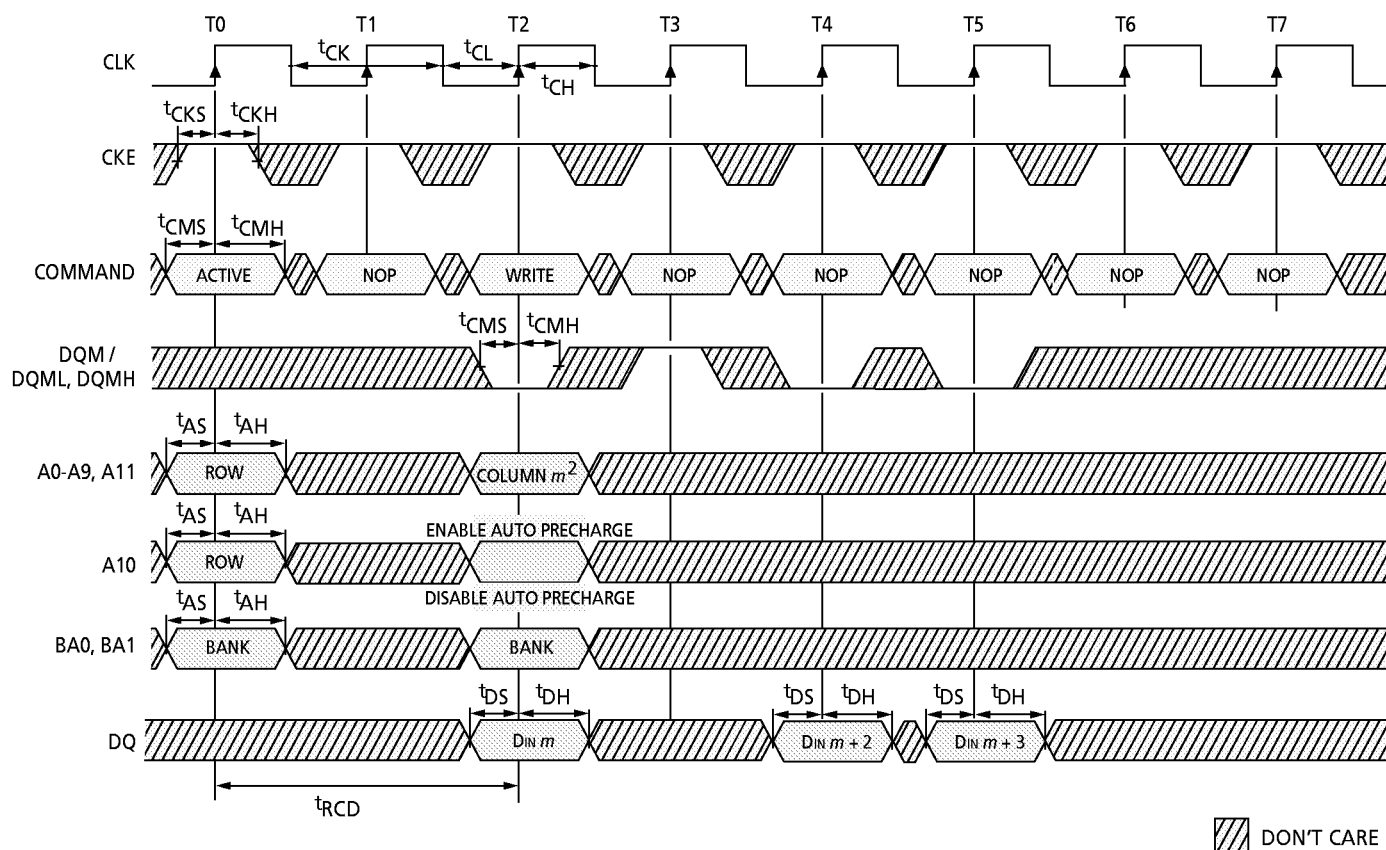 T0 T1 T2 T3 T4 T5 T6 T7
CLK
tCK tCL
tCH
tCKS tCKH
CKE
tCMS tCMH
COMMAND ACTIVE NOP WRITE NOP NOP NOP NOP NOP
tCMS tCMH
DQM /
DQML, DQMH
tAS tAH
A0-A9, A11 ROW COLUMN m2
tAS tAH
ENABLE AUTO PRECHARGE
A10 ROW
DISABLE AUTO PRECHARGE
tAS tAH
BA0, BA1 BANK BANK
tDS tDH tDS tDH tDS tDH
DQ DIN m DIN m + 2 DIN m + 3
tRCD
DON'T CARE